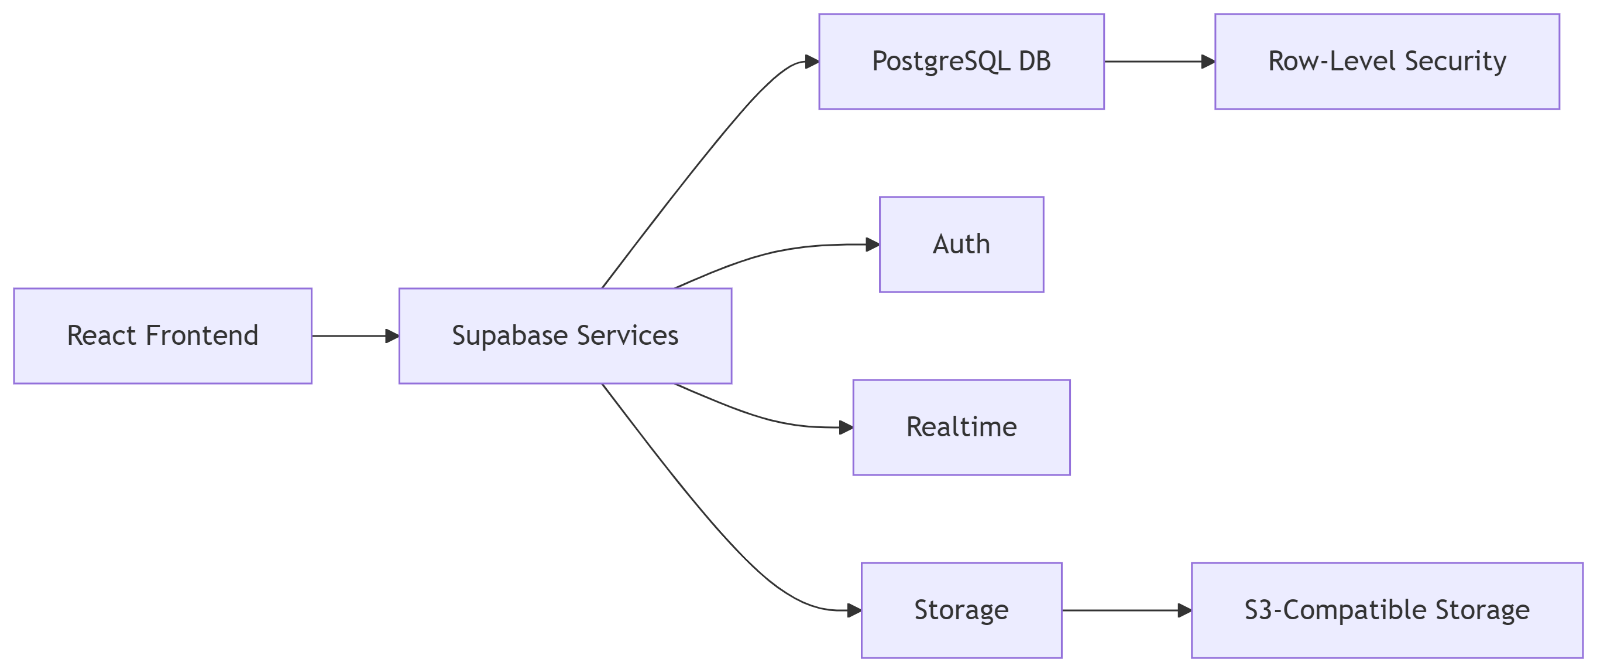 React Frontend
Supabase Services
PostgreSQL DB
Row-Level Security
Auth
Realtime
Storage
S3-Compatible Storage